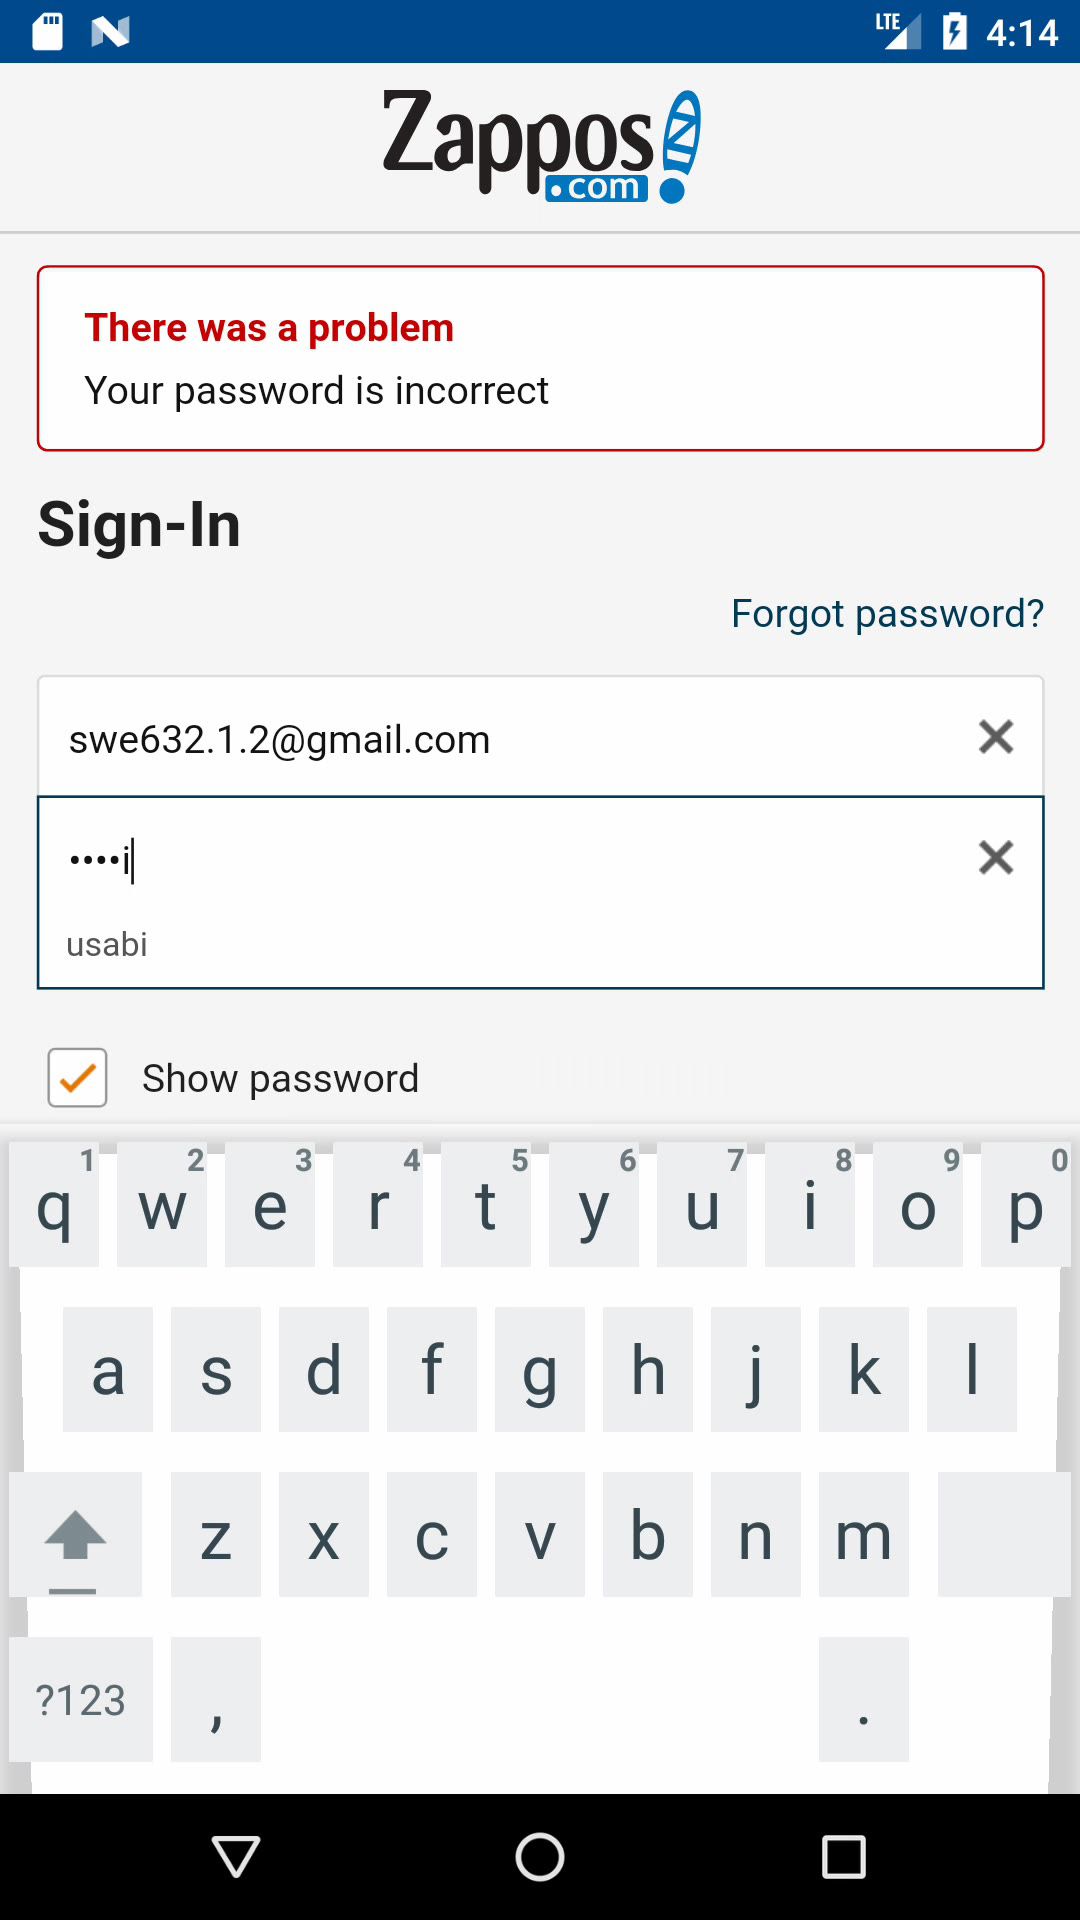 LTE 4:14
Zappos
.com
There was a problem
Your password is incorrect
Sign-In
Forgot password?
swe632.1.2@gmail.com
••••i
usabi
Show password
1 2 3 4 5 6 7 8 9 0
q w e r t y u i o p
a s d f g h j k l
z x c v b n m
?123 , .